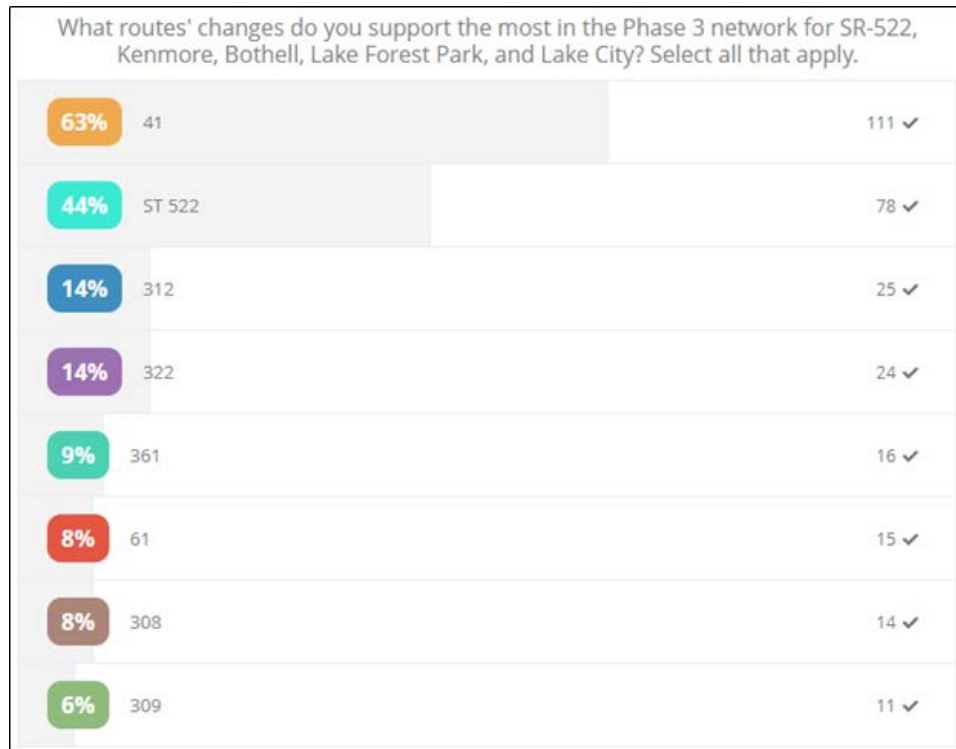 What routes' changes do you support the most in the Phase 3 network for SR-522,
Kenmore, Bothell, Lake Forest Park, and Lake City? Select all that apply.
63% 41 111 ✔
44% ST 522 78 ✔
14% 312 25 ✔
14% 322 24 ✔
9% 361 16 ✔
8% 61 15 ✔
8% 308 14 ✔
6% 309 11 ✔